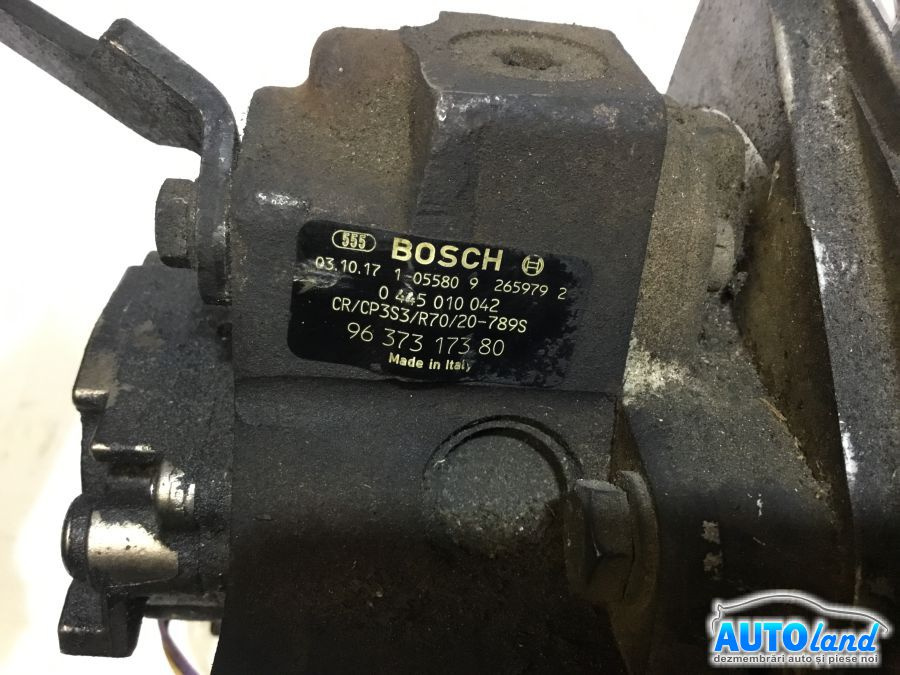 555 BOSCH
03.10.17 1-05580 9 265979 2
0 445 010 042
CR/CP3S3/R70/20-789S
96 373 173 80
Made in Italy
AUTOland
dezmembrări auto și piese noi